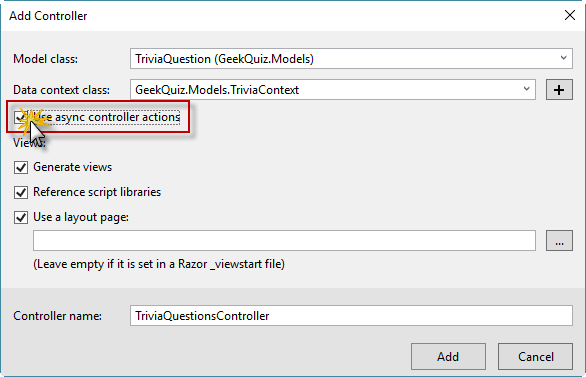 Add Controller
Model class: TriviaQuestion (GeekQuiz.Models)
Data context class: GeekQuiz.Models.TriviaContext +
async controller actions
Views:
Generate views
Reference script libraries
Use a layout page:
...
(Leave empty if it is set in a Razor _viewstart file)
Controller name: TriviaQuestionsController
Add Cancel